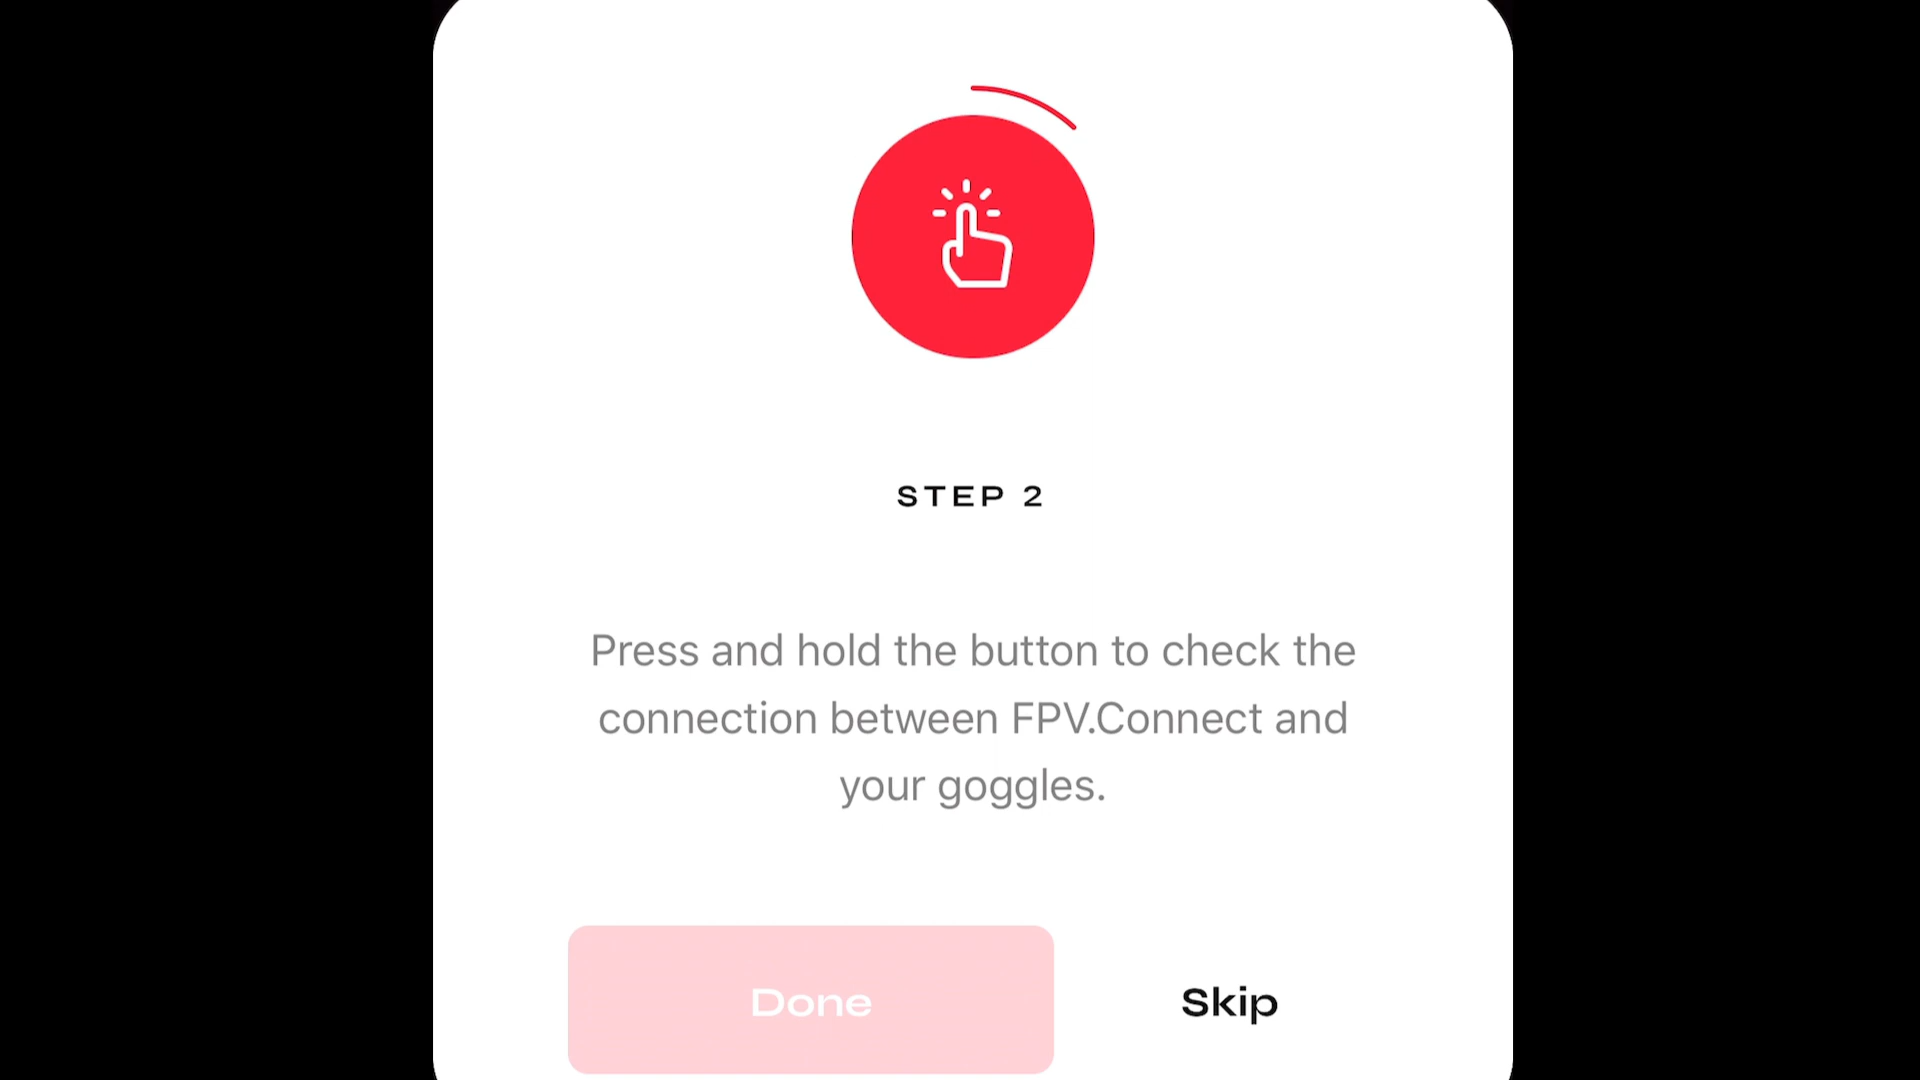 STEP 2
Press and hold the button to check the
connection between FPV.Connect and
your goggles.
Done
Skip